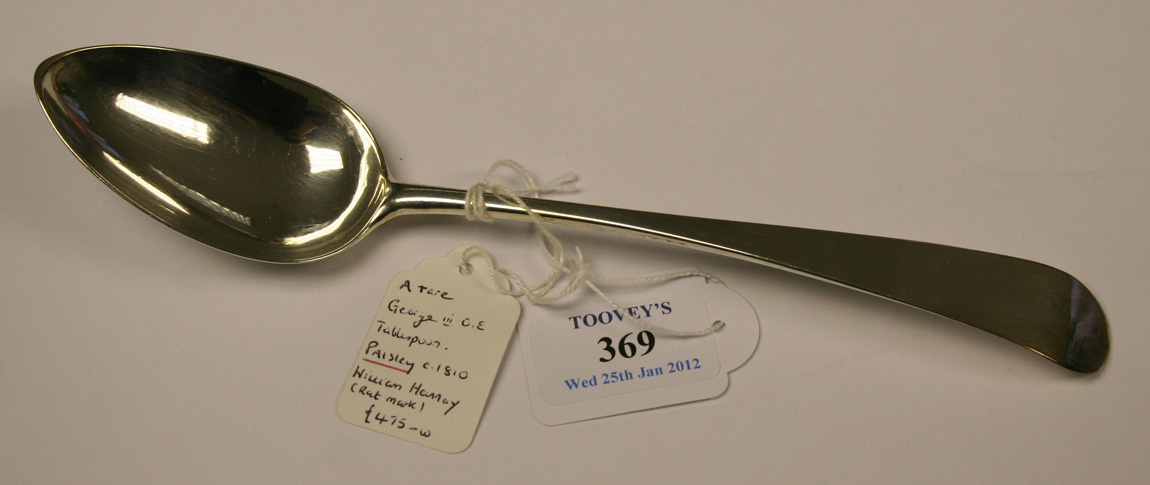 A rare
George iii O.E
Tablespoon.
PAISLEY c.1810
William Hannay
(Rat mark)
£475-w
TOOVEY'S
369
Wed 25th Jan 2012